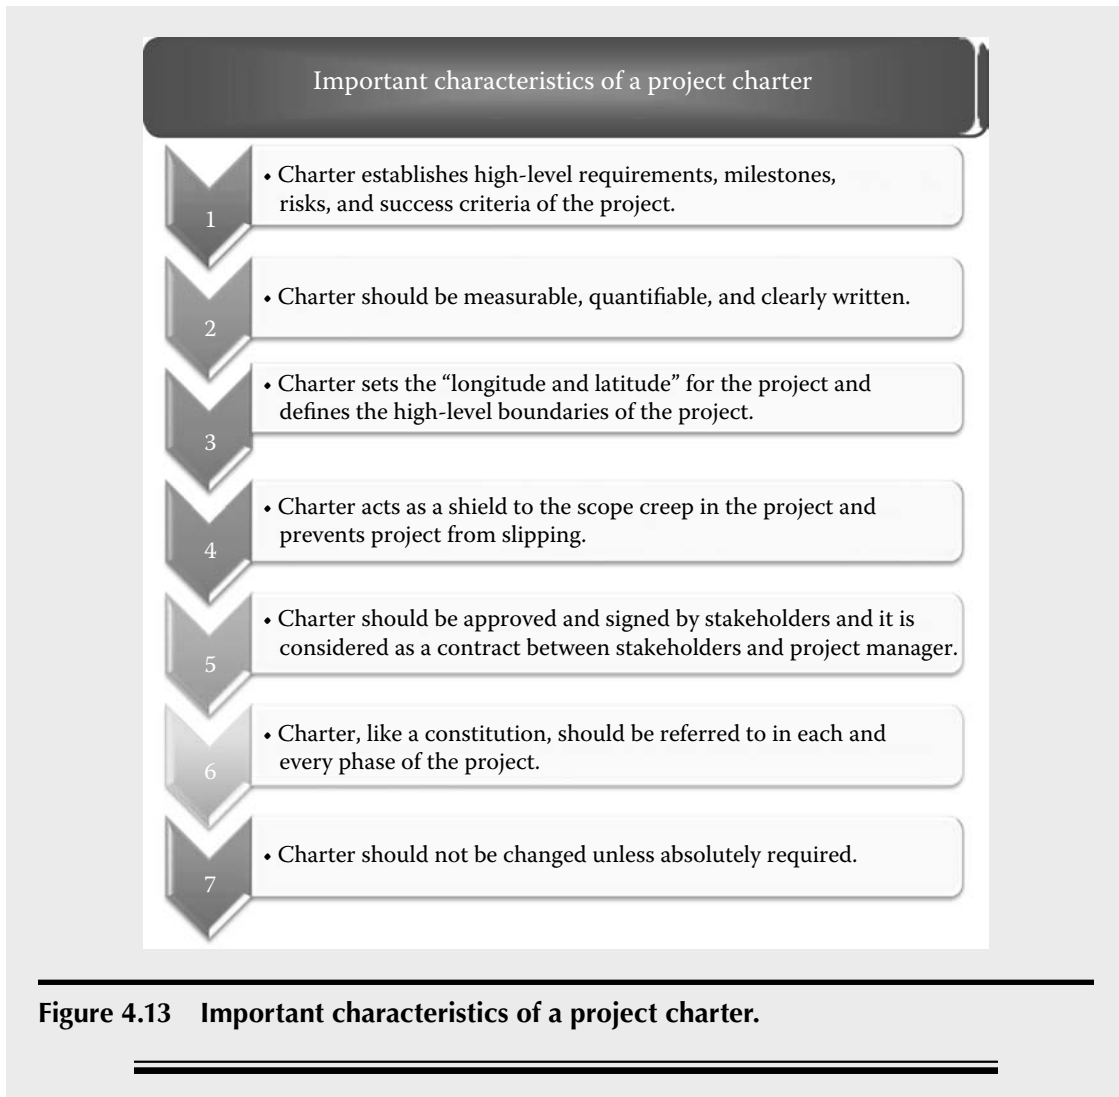 Important characteristics of a project charter
1
• Charter establishes high-level requirements, milestones,
risks, and success criteria of the project.
2
• Charter should be measurable, quantifiable, and clearly written.
3
• Charter sets the “longitude and latitude” for the project and
defines the high-level boundaries of the project.
4
• Charter acts as a shield to the scope creep in the project and
prevents project from slipping.
5
• Charter should be approved and signed by stakeholders and it is
considered as a contract between stakeholders and project manager.
6
• Charter, like a constitution, should be referred to in each and
every phase of the project.
7
• Charter should not be changed unless absolutely required.
Figure 4.13 Important characteristics of a project charter.